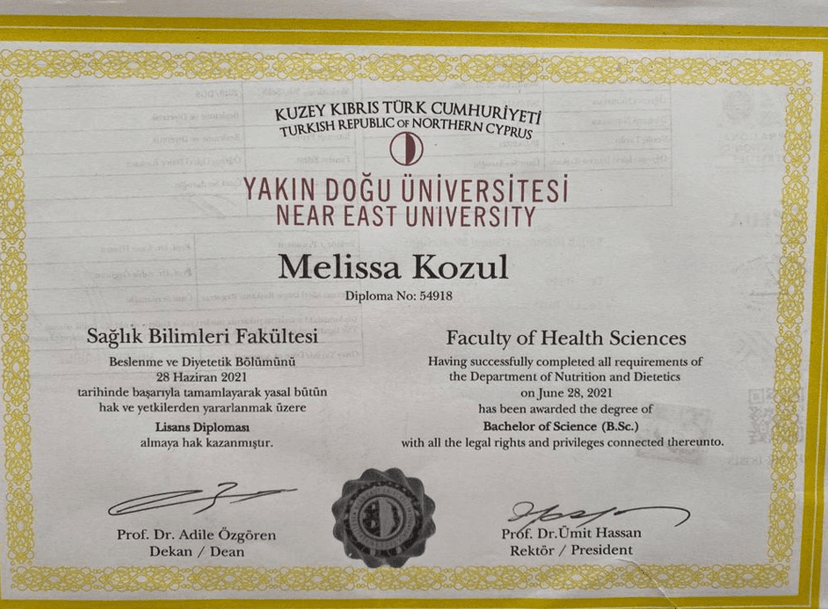 KUZEY KIBRIS TÜRK CUMHURİYETİ
TURKISH REPUBLIC OF NORTHERN CYPRUS
YAKIN DOĞU ÜNİVERSİTESİ
NEAR EAST UNIVERSITY
Melissa Kozul
Diploma No: 54918
Sağlık Bilimleri Fakültesi
Beslenme ve Diyetetik Bölümünü
28 Haziran 2021
tarihinde başarıyla tamamlayarak yasal bütün
hak ve yetkilerden yararlanmak üzere
Lisans Diploması
almaya hak kazanmıştır.
Faculty of Health Sciences
Having successfully completed all requirements of
the Department of Nutrition and Dietetics
on June 28, 2021
has been awarded the degree of
Bachelor of Science (B.Sc.)
with all the legal rights and privileges connected thereunto.
Prof. Dr. Adile Özgören
Dekan / Dean
Prof. Dr.Ümit Hassan
Rektör / President